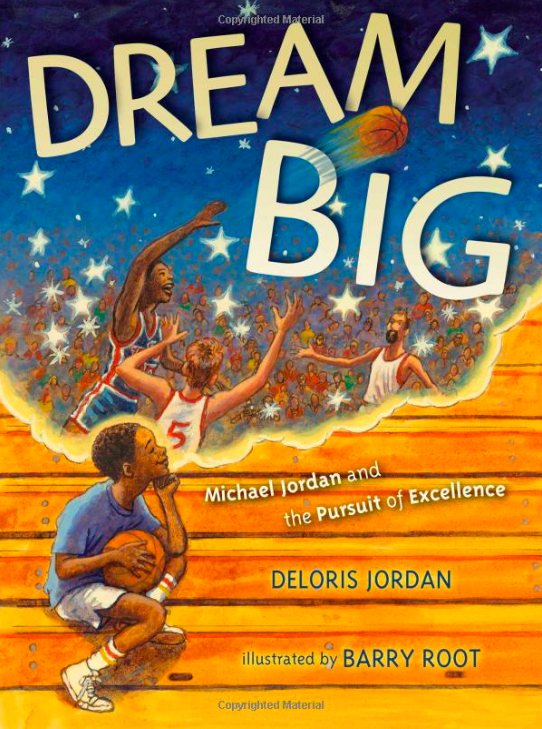 Copyrighted Material
DREAM
BIG
5
Michael Jordan and
the Pursuit of Excellence
DELORIS JORDAN
illustrated by BARRY ROOT
Copyrighted Material